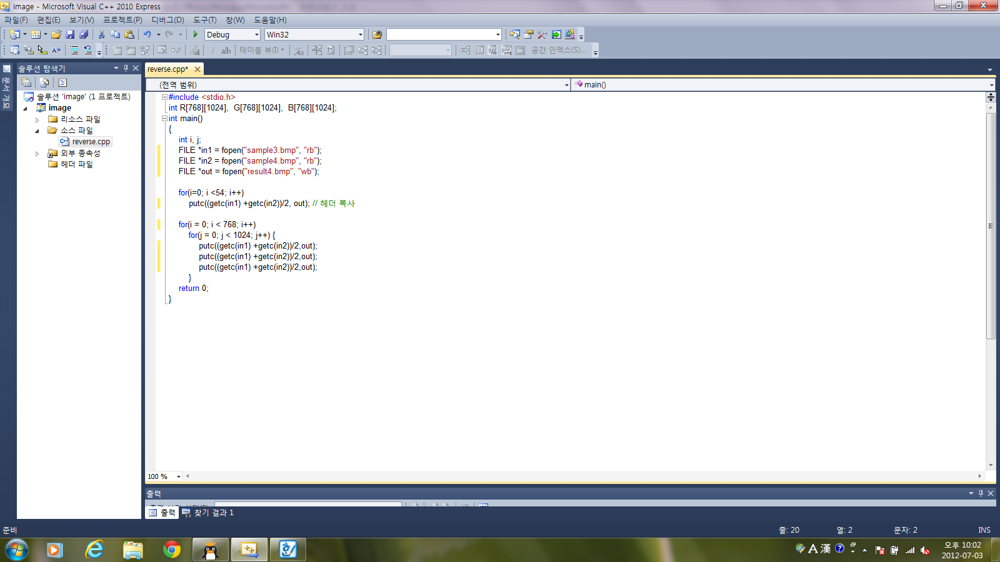 image - Microsoft Visual C++ 2010 Express
파일(F) 편집(E) 보기(V) 프로젝트(P) 디버그(D) 도구(T) 창(W) 도움말(H)
Debug Win32
테이블 뷰(I) 공간 인덱스(S)...
문서 개요
솔루션 탐색기
솔루션 'image' (1 프로젝트)
image
리소스 파일
소스 파일
reverse.cpp
외부 종속성
헤더 파일
reverse.cpp*
(전역 범위) main()
#include <stdio.h>
int R[768][1024], G[768][1024], B[768][1024];
int main()
{
int i, j;
FILE *in1 = fopen("sample3.bmp", "rb");
FILE *in2 = fopen("sample4.bmp", "rb");
FILE *out = fopen("result4.bmp", "wb");
for(i=0; i <54; i++)
putc((getc(in1) +getc(in2))/2, out); // 헤더 복사
for(i = 0; i < 768; i++)
for(j = 0; j < 1024; j++) {
putc((getc(in1) +getc(in2))/2,out);
putc((getc(in1) +getc(in2))/2,out);
putc((getc(in1) +getc(in2))/2,out);
}
return 0;
}
100 %
출력
출력 찾기 결과 1
준비 줄: 20 열: 2 문자: 2 INS
A 漢
오후 10:02
2012-07-03